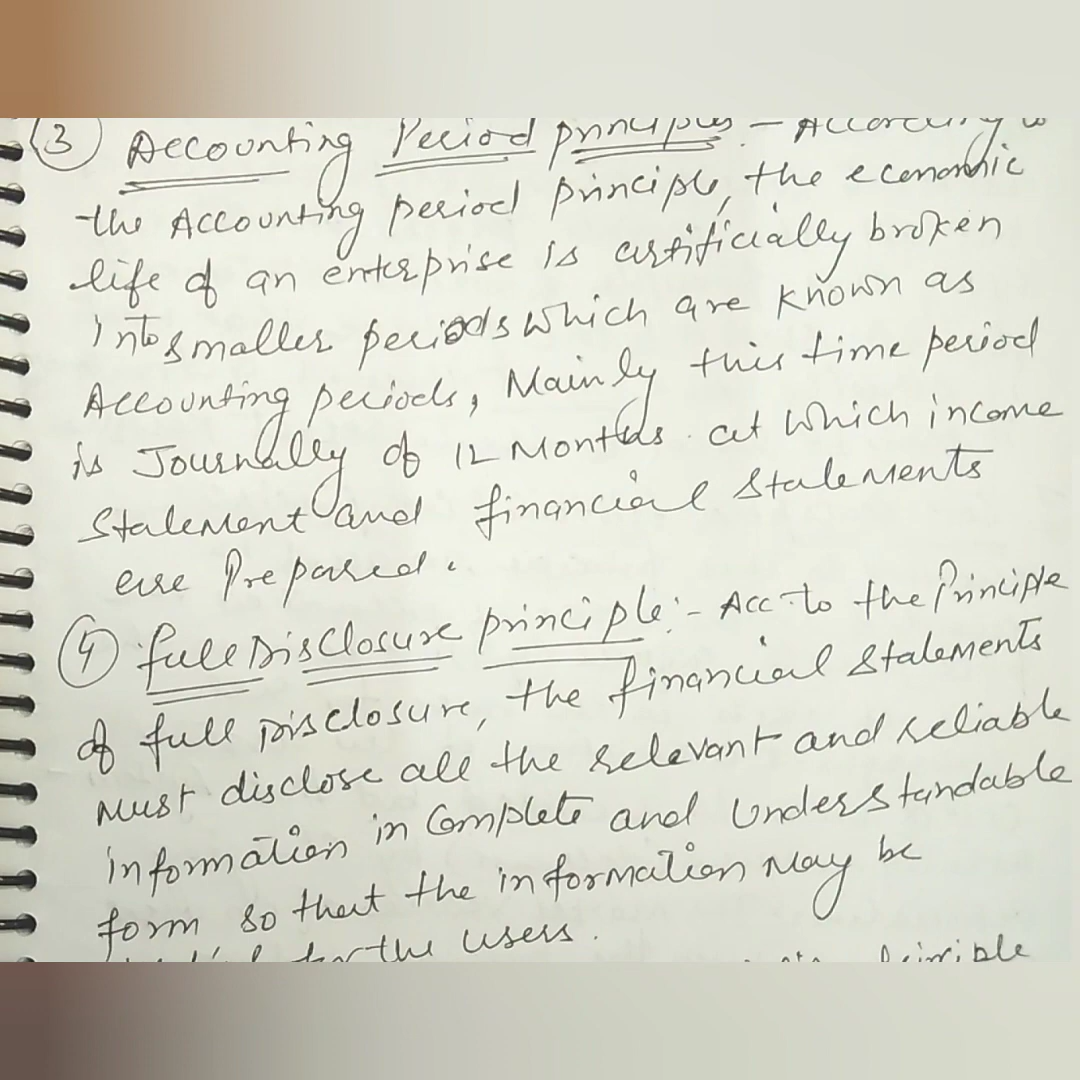 3 Accounting Period principles - According to
the Accounting period principle, the economic
life of an enterprise is artificially broken
into smaller periods which are known as
Accounting periods, Mainly this time period
is Journally of 12 Months at which income
Statement and financial Statements
are Prepared.
4 full Disclosure principle :- Acc. to the Principle
of full Disclosure, the financial Statements
Must disclose all the relevant and reliable
information in Complete and Understandable
form so that the information May be
for the users.